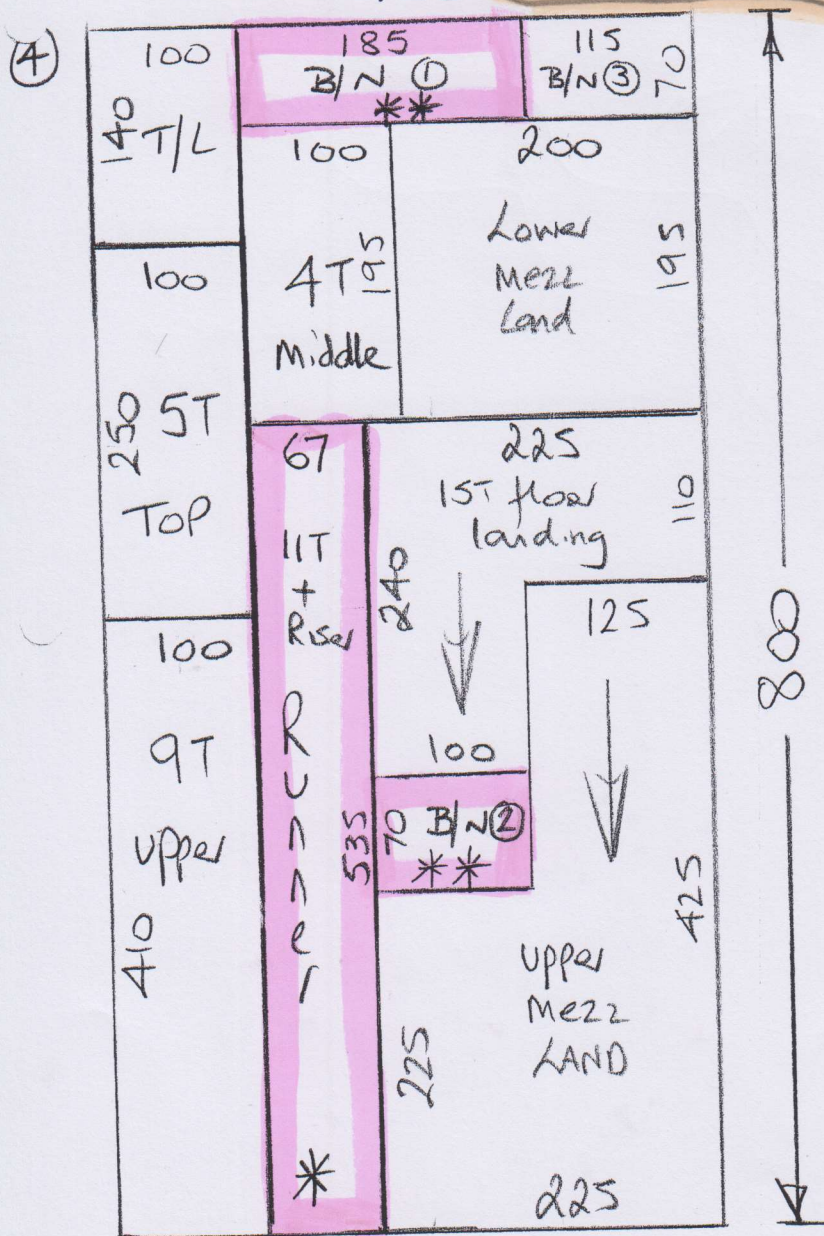 ④
100
140
T/L
185
B/N ①
**
115
B/N ③
70
100
4T
195
Middle
200
Lower
Mezz
Land
195
100
250
5T
TOP
67
11T
+
Riser
Runner
535
*
225
1ST floor
landing
110
240
100
125
70
B/N ②
**
100
9T
upper
410
425
upper
Mezz
LAND
225
225
800